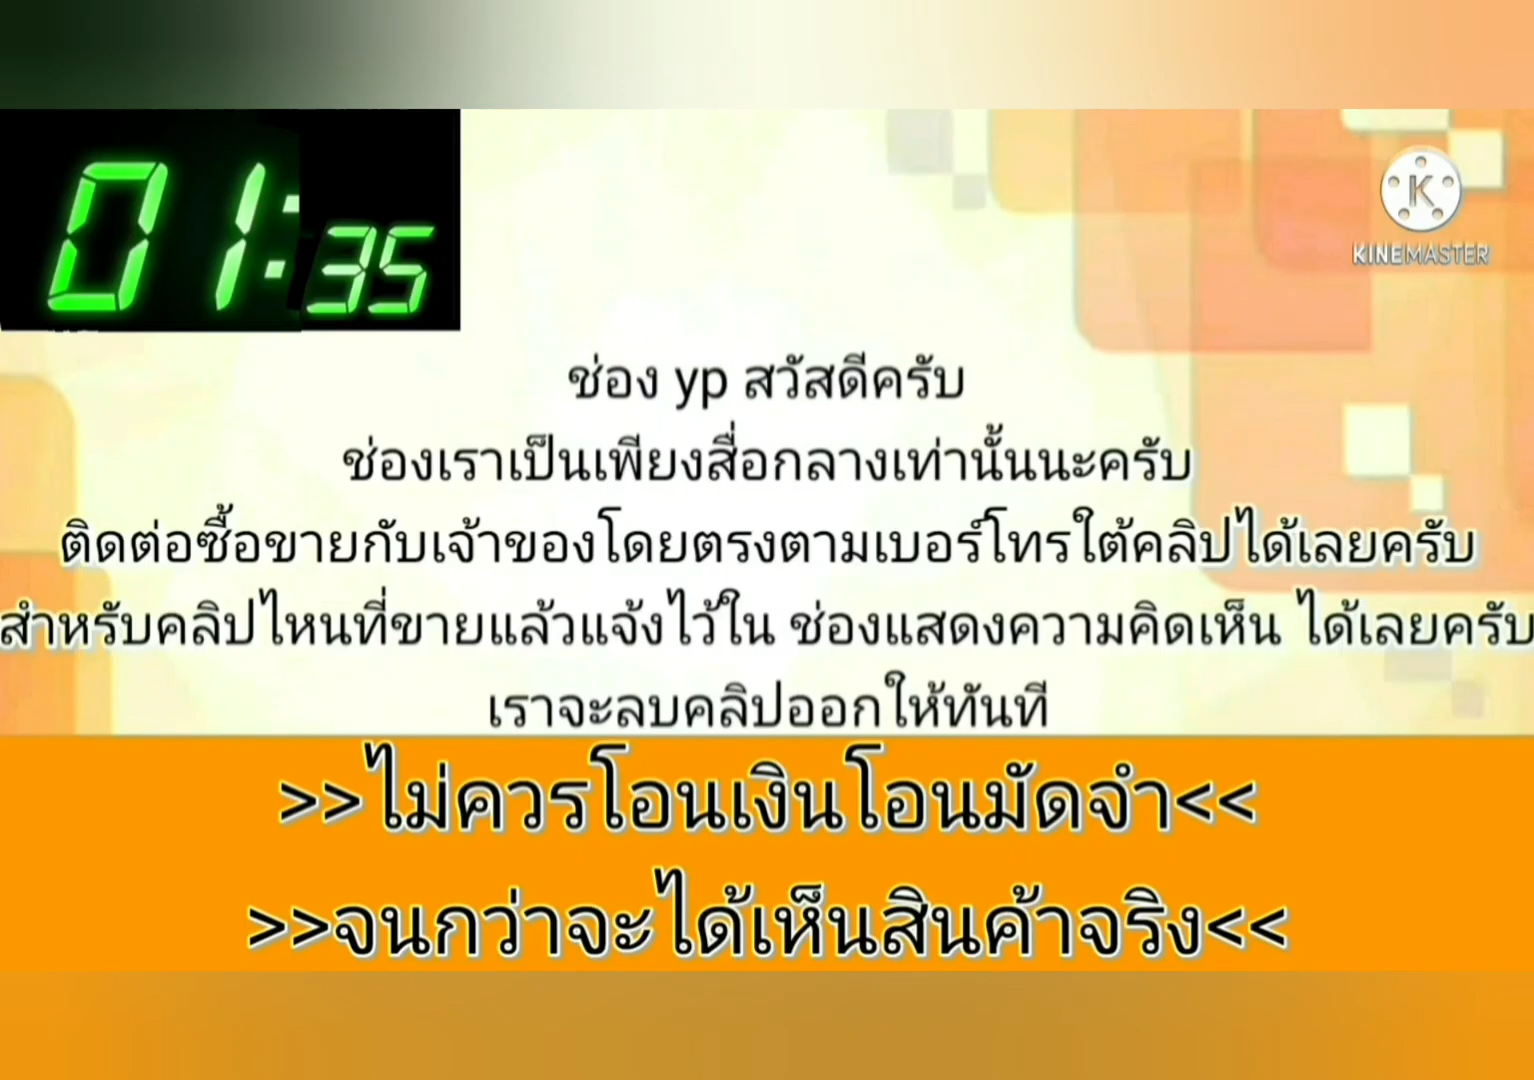 01:35
KINEMASTER
ช่อง yp สวัสดีครับ
ช่องเราเป็นเพียงสื่อกลางเท่านั้นนะครับ
ติดต่อซื้อขายกับเจ้าของโดยตรงตามเบอร์โทรใต้คลิปได้เลยครับ
สำหรับคลิปไหนที่ขายแล้วแจ้งไว้ใน ช่องแสดงความคิดเห็น ได้เลยครับ
เราจะลบคลิปออกให้ทันที
>>ไม่ควรโอนเงินโอนมัดจำ<<
>>จนกว่าจะได้เห็นสินค้าจริง<<